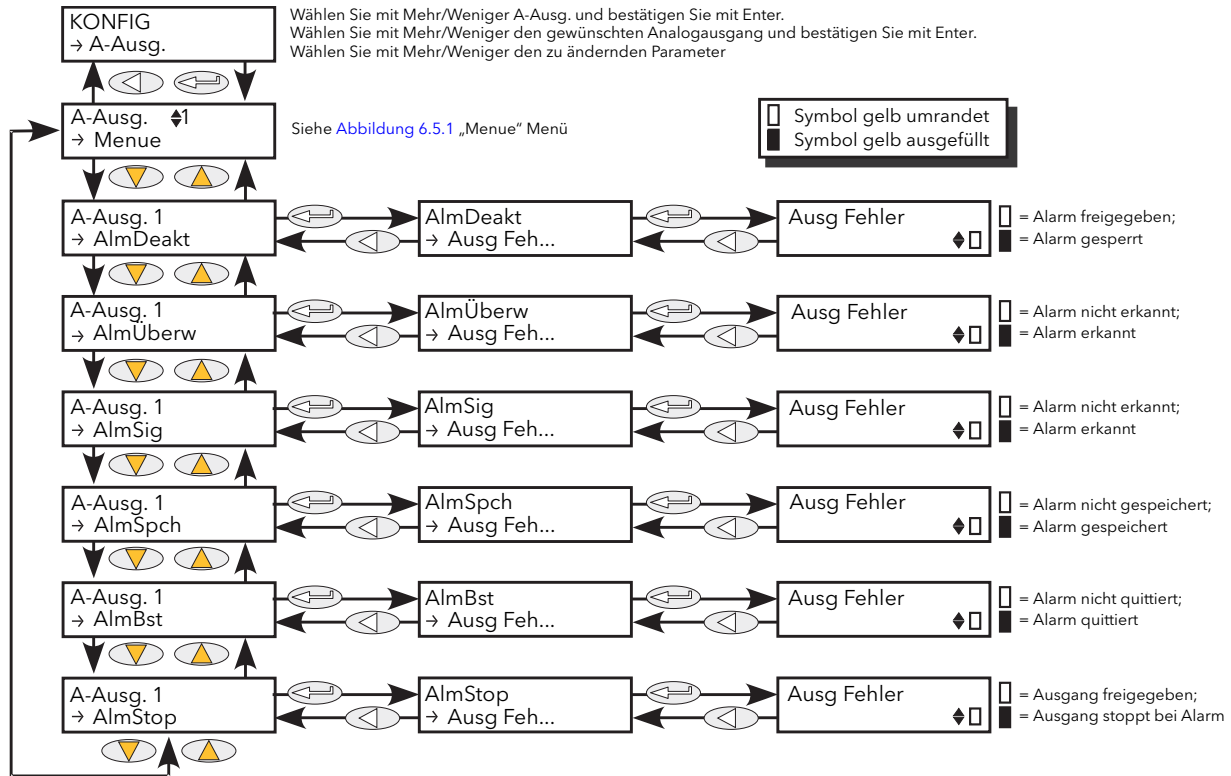 KONFIG
→ A-Ausg.
Wählen Sie mit Mehr/Weniger A-Ausg. und bestätigen Sie mit Enter.
Wählen Sie mit Mehr/Weniger den gewünschten Analogausgang und bestätigen Sie mit Enter.
Wählen Sie mit Mehr/Weniger den zu ändernden Parameter
A-Ausg. ♦1
→ Menue
Siehe Abbildung 6.5.1 „Menue“ Menü
Symbol gelb umrandet
Symbol gelb ausgefüllt
A-Ausg. 1
→ AlmDeakt
AlmDeakt
→ Ausg Feh...
Ausg Fehler
= Alarm freigegeben;
= Alarm gesperrt
A-Ausg. 1
→ AlmÜberw
AlmÜberw
→ Ausg Feh...
Ausg Fehler
= Alarm nicht erkannt;
= Alarm erkannt
A-Ausg. 1
→ AlmSig
AlmSig
→ Ausg Feh...
Ausg Fehler
= Alarm nicht erkannt;
= Alarm erkannt
A-Ausg. 1
→ AlmSpch
AlmSpch
→ Ausg Feh...
Ausg Fehler
= Alarm nicht gespeichert;
= Alarm gespeichert
A-Ausg. 1
→ AlmBst
AlmBst
→ Ausg Feh...
Ausg Fehler
= Alarm nicht quittiert;
= Alarm quittiert
A-Ausg. 1
→ AlmStop
AlmStop
→ Ausg Feh...
Ausg Fehler
= Ausgang freigegeben;
= Ausgang stoppt bei Alarm